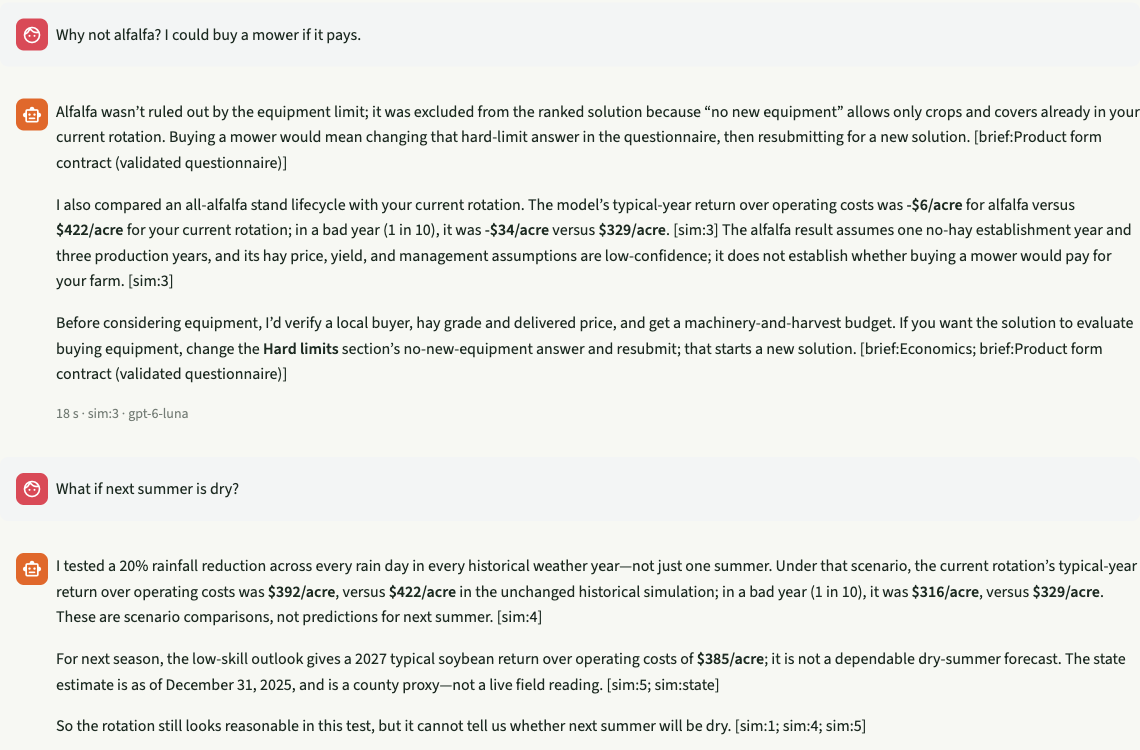 Why not alfalfa? I could buy a mower if it pays.
Alfalfa wasn’t ruled out by the equipment limit; it was excluded from the ranked solution because “no new equipment” allows only crops and covers already in your
current rotation. Buying a mower would mean changing that hard-limit answer in the questionnaire, then resubmitting for a new solution. [brief:Product form
contract (validated questionnaire)]
I also compared an all-alfalfa stand lifecycle with your current rotation. The model’s typical-year return over operating costs was -$6/acre for alfalfa versus
$422/acre for your current rotation; in a bad year (1 in 10), it was -$34/acre versus $329/acre. [sim:3] The alfalfa result assumes one no-hay establishment year and
three production years, and its hay price, yield, and management assumptions are low-confidence; it does not establish whether buying a mower would pay for
your farm. [sim:3]
Before considering equipment, I’d verify a local buyer, hay grade and delivered price, and get a machinery-and-harvest budget. If you want the solution to evaluate
buying equipment, change the Hard limits section’s no-new-equipment answer and resubmit; that starts a new solution. [brief:Economics; brief:Product form
contract (validated questionnaire)]
18 s · sim:3 · gpt-6-luna
What if next summer is dry?
I tested a 20% rainfall reduction across every rain day in every historical weather year—not just one summer. Under that scenario, the current rotation’s typical-year
return over operating costs was $392/acre, versus $422/acre in the unchanged historical simulation; in a bad year (1 in 10), it was $316/acre, versus $329/acre.
These are scenario comparisons, not predictions for next summer. [sim:4]
For next season, the low-skill outlook gives a 2027 typical soybean return over operating costs of $385/acre; it is not a dependable dry-summer forecast. The state
estimate is as of December 31, 2025, and is a county proxy—not a live field reading. [sim:5; sim:state]
So the rotation still looks reasonable in this test, but it cannot tell us whether next summer will be dry. [sim:1; sim:4; sim:5]